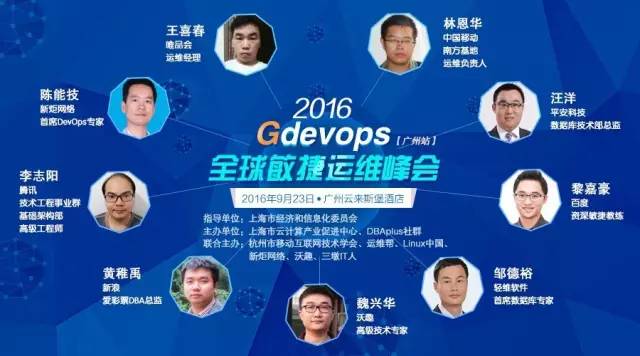 王喜春
唯品会
运维经理
林恩华
中国移动
南方基地
运维负责人
陈能技
新炬网络
首席DevOps专家
汪洋
平安科技
数据库技术部总监
2016
Gdevops【广州站】
全球敏捷运维峰会
2016年9月23日•广州云来斯堡酒店
李志阳
腾讯
技术工程事业群
基础架构部
高级工程师
黎嘉豪
百度
资深敏捷教练
指导单位：上海市经济和信息化委员会
主办单位：上海市云计算产业促进中心、DBAplus社群
联合主办：杭州市移动互联网技术学会、运维帮、Linux中国、
新炬网络、沃趣、三墩IT人
黄稚禹
新浪
爱彩票DBA总监
魏兴华
沃趣
高级技术专家
邹德裕
轻维软件
首席数据库专家